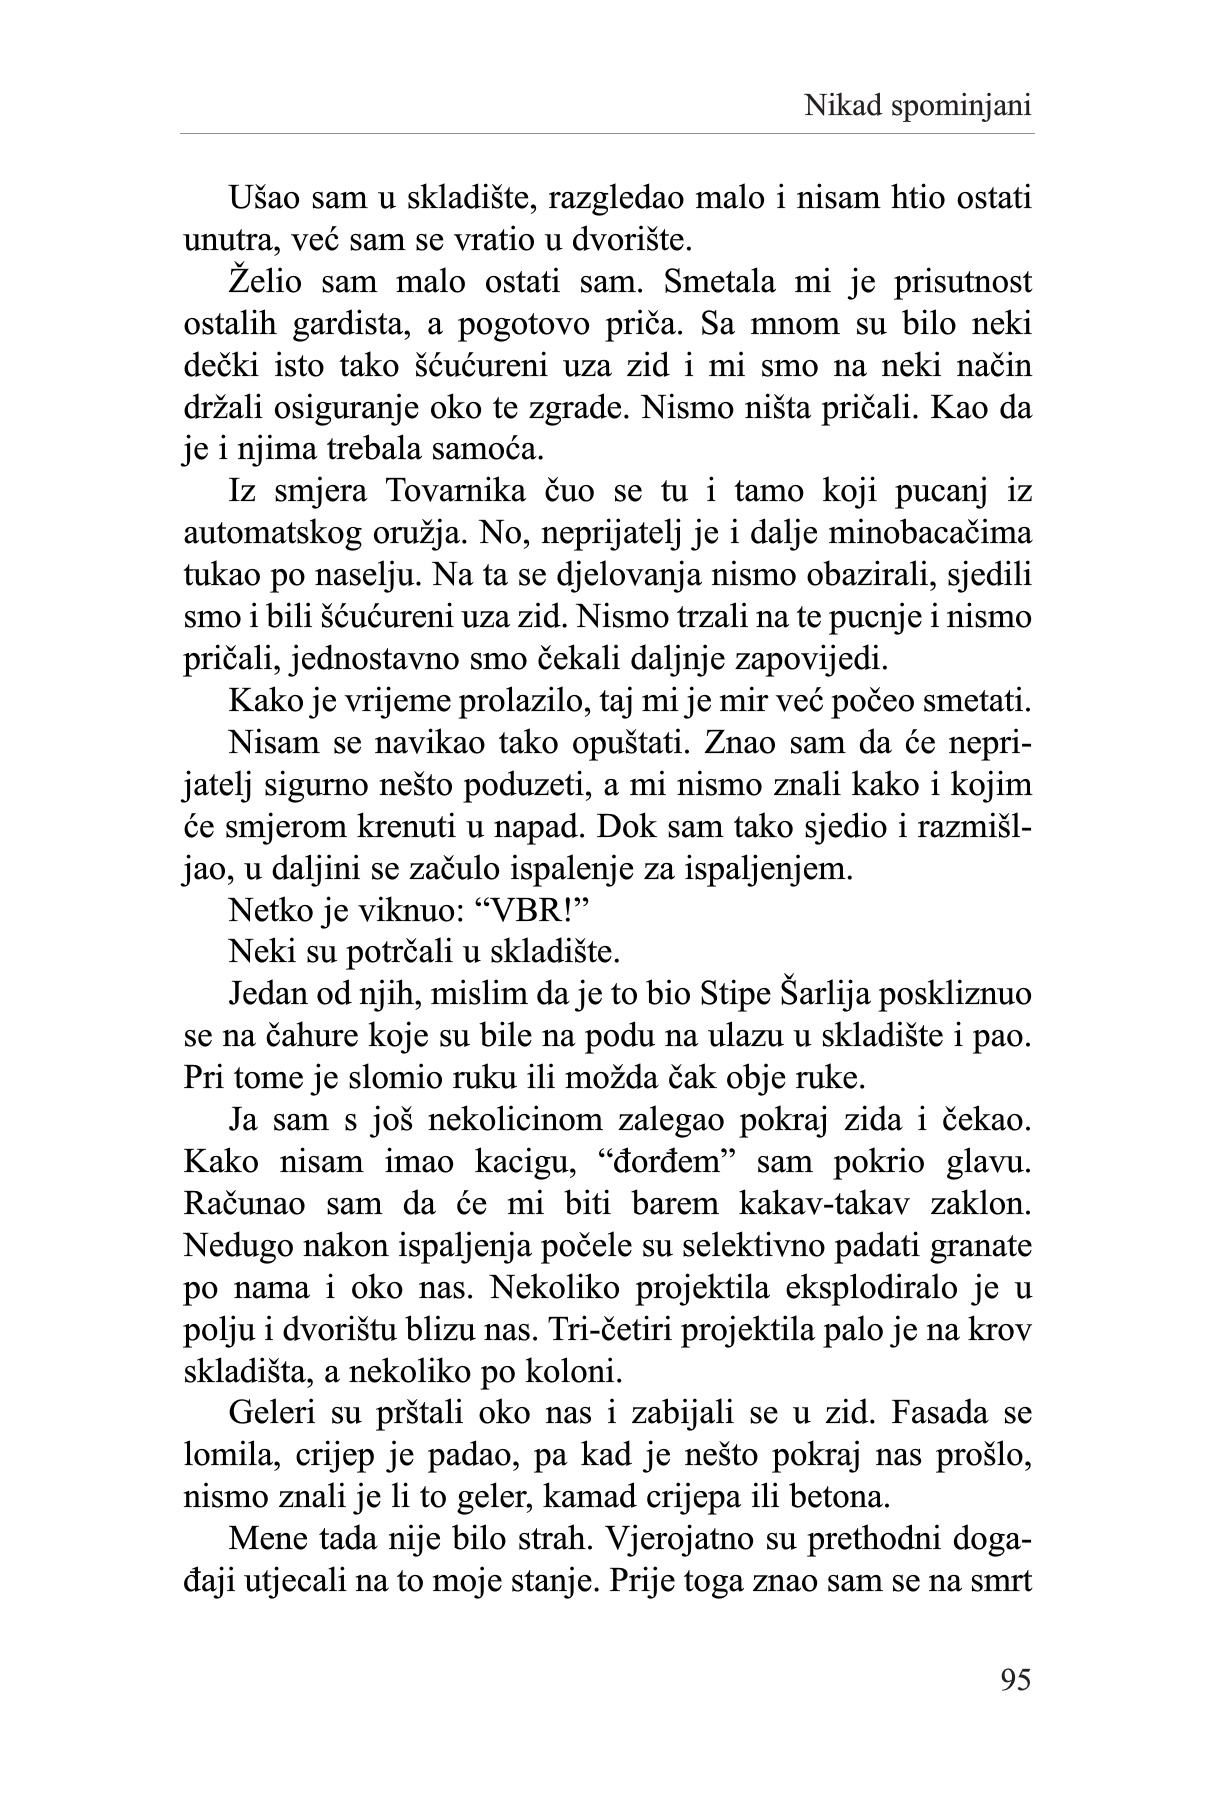 Nikad spominjani
Ušao sam u skladište, razgledao malo i nisam htio ostati
unutra, već sam se vratio u dvorište.
Želio sam malo ostati sam. Smetala mi je prisutnost
ostalih gardista, a pogotovo priča. Sa mnom su bilo neki
dečki isto tako šćućureni uza zid i mi smo na neki način
držali osiguranje oko te zgrade. Nismo ništa pričali. Kao da
je i njima trebala samoća.
Iz smjera Tovarnika čuo se tu i tamo koji pucanj iz
automatskog oružja. No, neprijatelj je i dalje minobacačima
tukao po naselju. Na ta se djelovanja nismo obazirali, sjedili
smo i bili šćućureni uza zid. Nismo trzali na te pucnje i nismo
pričali, jednostavno smo čekali daljnje zapovijedi.
Kako je vrijeme prolazilo, taj mi je mir već počeo smetati.
Nisam se navikao tako opuštati. Znao sam da će nepri-
jatelj sigurno nešto poduzeti, a mi nismo znali kako i kojim
će smjerom krenuti u napad. Dok sam tako sjedio i razmišl-
jao, u daljini se začulo ispalenje za ispaljenjem.
Netko je viknuo: “VBR!”
Neki su potrčali u skladište.
Jedan od njih, mislim da je to bio Stipe Šarlija poskliznuo
se na čahure koje su bile na podu na ulazu u skladište i pao.
Pri tome je slomio ruku ili možda čak obje ruke.
Ja sam s još nekolicinom zalegao pokraj zida i čekao.
Kako nisam imao kacigu, “đorđem” sam pokrio glavu.
Računao sam da će mi biti barem kakav-takav zaklon.
Nedugo nakon ispaljenja počele su selektivno padati granate
po nama i oko nas. Nekoliko projektila eksplodiralo je u
polju i dvorištu blizu nas. Tri-četiri projektila palo je na krov
skladišta, a nekoliko po koloni.
Geleri su prštali oko nas i zabijali se u zid. Fasada se
lomila, crijep je padao, pa kad je nešto pokraj nas prošlo,
nismo znali je li to geler, kamad crijepa ili betona.
Mene tada nije bilo strah. Vjerojatno su prethodni doga-
đaji utjecali na to moje stanje. Prije toga znao sam se na smrt
95